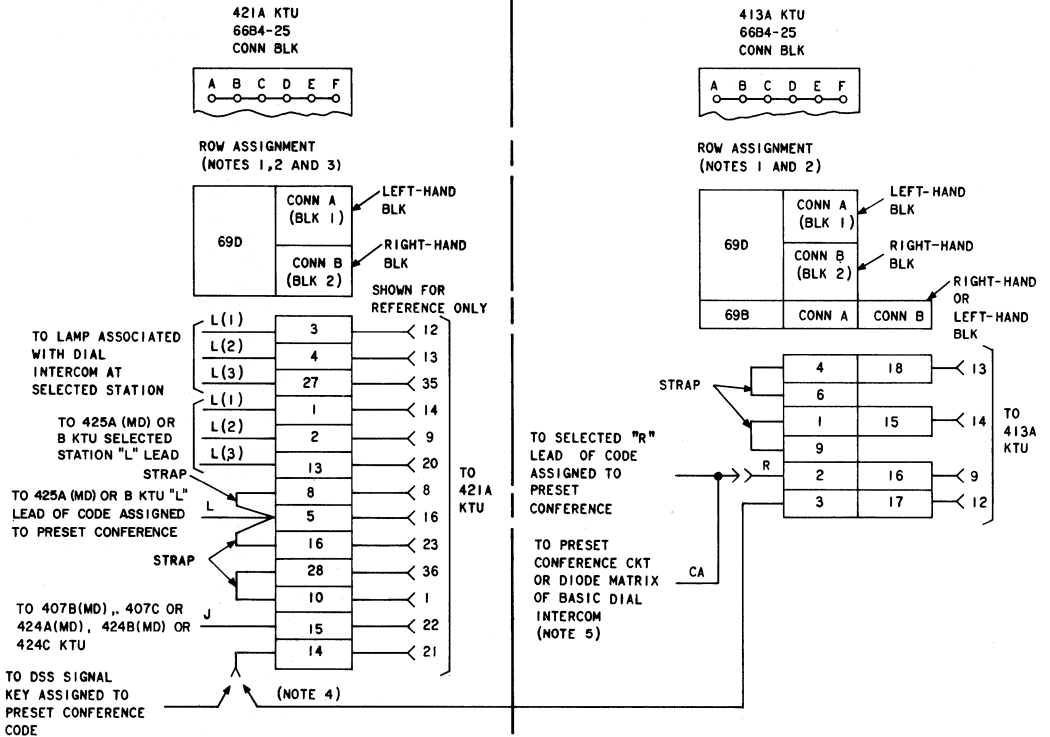 421A KTU
66B4-25
CONN BLK
A B C D E F
ROW ASSIGNMENT
(NOTES 1,2 AND 3)
69D
CONN A
(BLK 1)
CONN B
(BLK 2)
LEFT-HAND
BLK
RIGHT-HAND
BLK
SHOWN FOR
REFERENCE ONLY
TO LAMP ASSOCIATED
WITH DIAL
INTERCOM AT
SELECTED STATION
L(1) 3 12
L(2) 4 13
L(3) 27 35
TO 425A (MD) OR
B KTU SELECTED
STATION "L" LEAD
L(1) 1 14
L(2) 2 9
L(3) 13 20
STRAP
8 8
TO 425A (MD) OR B KTU "L"
LEAD OF CODE ASSIGNED
TO PRESET CONFERENCE
L 5 16
16 23
STRAP
28 36
10 1
TO 407B(MD),. 407C OR
424A(MD), 424B(MD) OR
424C KTU
J 15 22
14 21
TO
421A
KTU
TO DSS SIGNAL
KEY ASSIGNED TO
PRESET CONFERENCE
CODE
(NOTE 4)
413A KTU
66B4-25
CONN BLK
A B C D E F
ROW ASSIGNMENT
(NOTES 1 AND 2)
69D
CONN A
(BLK 1)
CONN B
(BLK 2)
LEFT-HAND
BLK
RIGHT-HAND
BLK
69B CONN A CONN B
RIGHT-HAND
OR
LEFT-HAND
BLK
STRAP
4 18 13
6
1 15 14
9
R 2 16 9
3 17 12
TO
413A
KTU
TO SELECTED "R"
LEAD OF CODE
ASSIGNED TO
PRESET
CONFERENCE
TO PRESET
CONFERENCE CKT
OR DIODE MATRIX
OF BASIC DIAL
INTERCOM
(NOTE 5)
CA